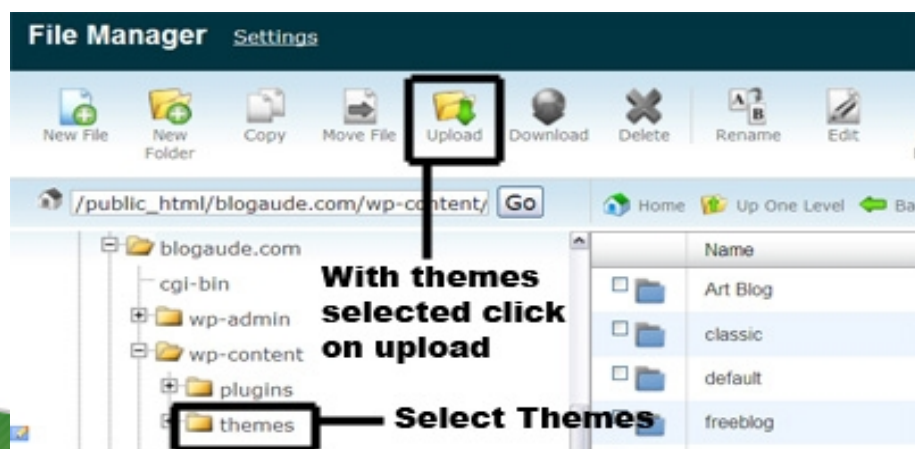 File Manager Settings
New File
New Folder
Copy
Move File
Upload
Download
Delete
Rename
Edit
/public_html/blogaude.com/wp-content/ Go
Home
Up One Level
Ba
blogaude.com
cgi-bin
wp-admin
wp-content
plugins
themes
With themes
selected click
on upload
Select Themes
Name
Art Blog
classic
default
freeblog